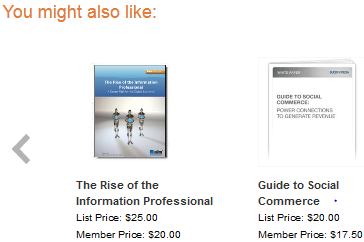 You might also like:
The Rise of the Information
Professional
WHITE PAPER
GUIDE TO SOCIAL
COMMERCE:
POWER CONNECTIONS
TO GENERATE REVENUE
The Rise of the
Information Professional
List Price: $25.00
Member Price: $20.00
Guide to Social
Commerce
List Price: $20.00
Member Price: $17.50